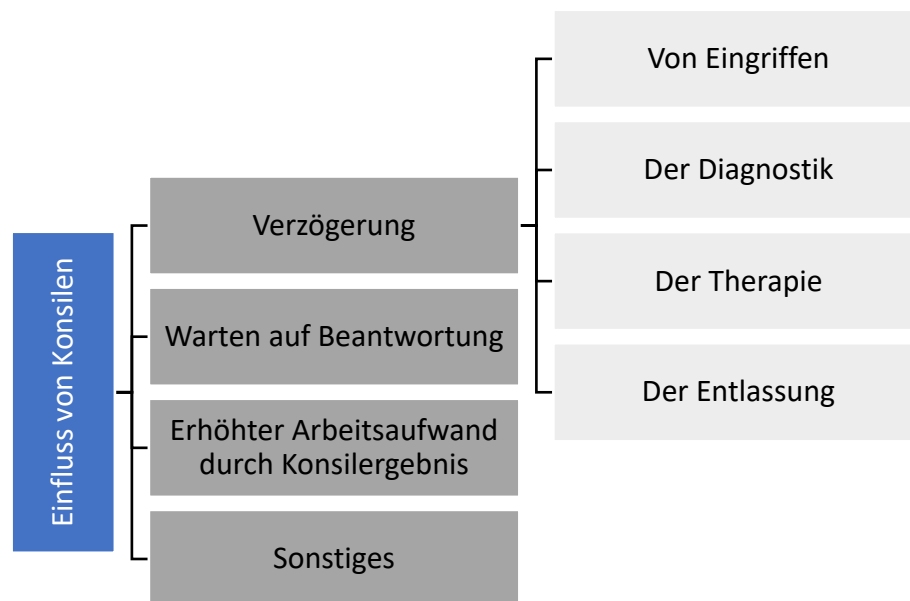 Einfluss von Konsilen
Verzögerung
Warten auf Beantwortung
Erhöhter Arbeitsaufwand
durch Konsilergebnis
Sonstiges
Von Eingriffen
Der Diagnostik
Der Therapie
Der Entlassung